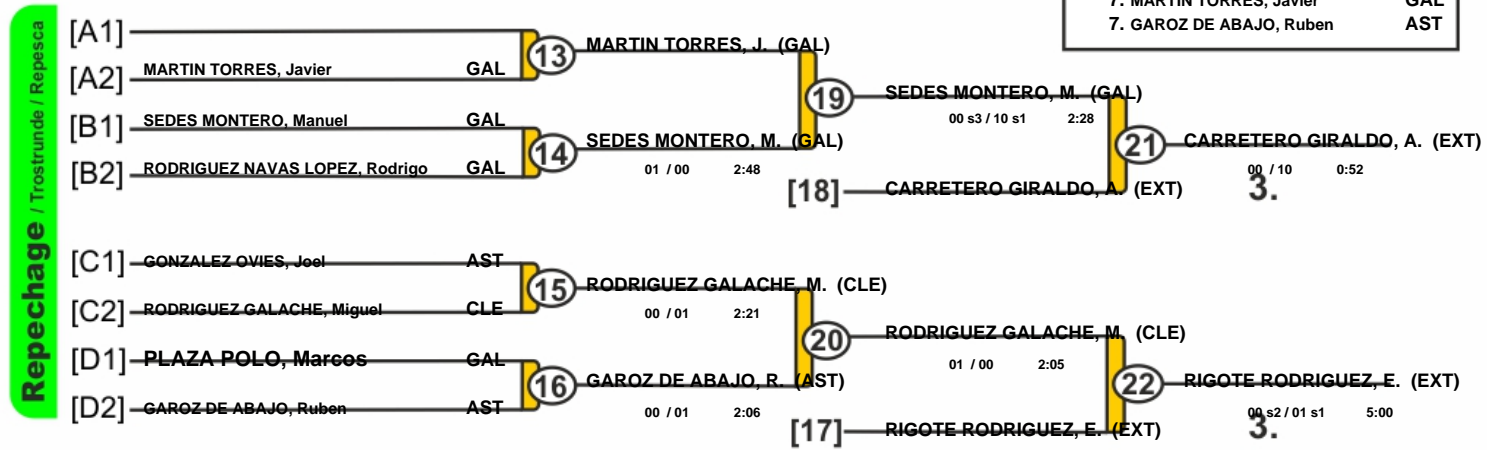 7. MARTIN TORRES, Javier GAL
7. GAROZ DE ABAJO, Ruben AST
Repechage / Trostrunde / Repesca
[A1]
[A2] MARTIN TORRES, Javier GAL
13 MARTIN TORRES, J. (GAL)
[B1] SEDES MONTERO, Manuel GAL
[B2] RODRIGUEZ NAVAS LOPEZ, Rodrigo GAL
14 SEDES MONTERO, M. (GAL)
01 / 00 2:48
19 SEDES MONTERO, M. (GAL)
00 s3 / 10 s1 2:28
[18] CARRETERO GIRALDO, A. (EXT)
21 CARRETERO GIRALDO, A. (EXT)
00 / 10 0:52
3.
[C1] GONZALEZ OVIES, Joel AST
[C2] RODRIGUEZ GALACHE, Miguel CLE
15 RODRIGUEZ GALACHE, M. (CLE)
00 / 01 2:21
[D1] PLAZA POLO, Marcos GAL
[D2] GAROZ DE ABAJO, Ruben AST
16 GAROZ DE ABAJO, R. (AST)
00 / 01 2:06
20 RODRIGUEZ GALACHE, M. (CLE)
01 / 00 2:05
[17] RIGOTE RODRIGUEZ, E. (EXT)
22 RIGOTE RODRIGUEZ, E. (EXT)
00 s2 / 01 s1 5:00
3.